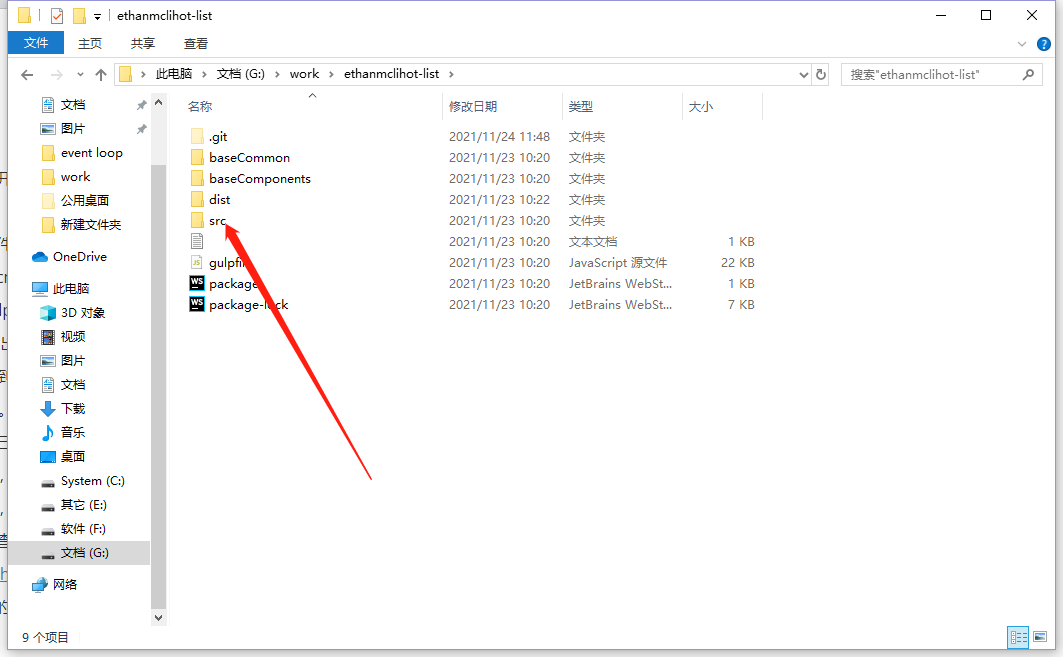 ethanmclihot-list
文件 主页 共享 查看
此电脑 文档 (G:) work ethanmclihot-list 搜索"ethanmclihot-list"
名称 修改日期 类型 大小
.git 2021/11/24 11:48 文件夹
baseCommon 2021/11/23 10:20 文件夹
baseComponents 2021/11/23 10:20 文件夹
dist 2021/11/23 10:22 文件夹
src 2021/11/23 10:20 文件夹
2021/11/23 10:20 文本文档 1 KB
2021/11/23 10:20 JavaScript 源文件 22 KB
package 2021/11/23 10:20 JetBrains WebSt... 1 KB
package-lock 2021/11/23 10:20 JetBrains WebSt... 7 KB
文档
图片
event loop
work
公用桌面
新建文件夹
OneDrive
此电脑
3D 对象
视频
图片
文档
下载
音乐
桌面
System (C:)
其它 (E:)
软件 (F:)
文档 (G:)
网络
9 个项目